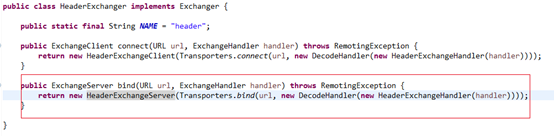 public class HeaderExchanger implements Exchanger {
public static final String NAME = "header";
public ExchangeClient connect(URL url, ExchangeHandler handler) throws RemotingException {
return new HeaderExchangeClient(Transporters.connect(url, new DecodeHandler(new HeaderExchangeHandler(handler))));
}
public ExchangeServer bind(URL url, ExchangeHandler handler) throws RemotingException {
return new HeaderExchangeServer(Transporters.bind(url, new DecodeHandler(new HeaderExchangeHandler(handler))));
}
}